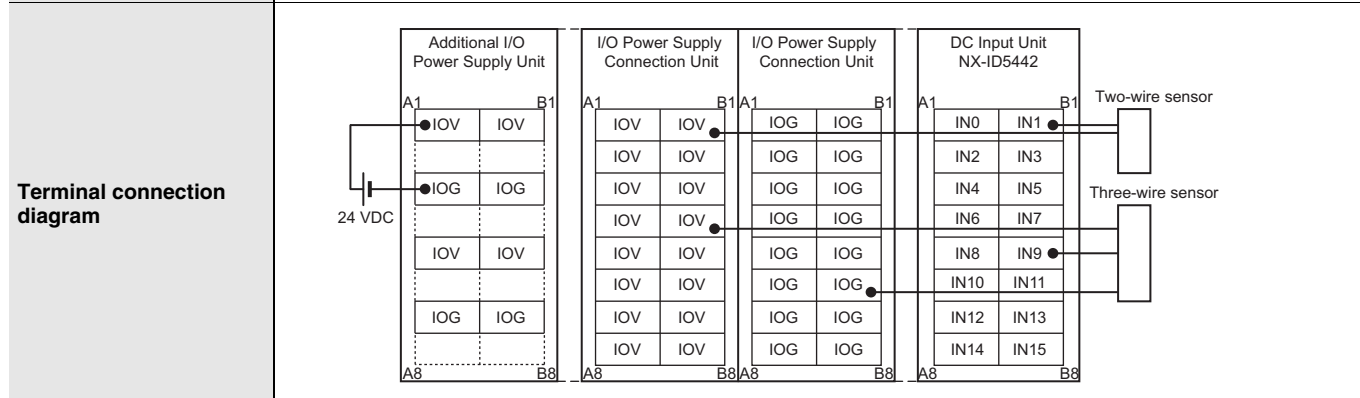 Terminal connection
diagram
Additional I/O
Power Supply Unit
I/O Power Supply
Connection Unit
I/O Power Supply
Connection Unit
DC Input Unit
NX-ID5442
A1 B1 A1 B1 A1 B1 A1 B1
Two-wire sensor
IOV IOV IOV IOV IOG IOG IN0 IN1
IOV IOV IOG IOG IN2 IN3
IOG IOG IOV IOV IOG IOG IN4 IN5
Three-wire sensor
24 VDC
IOV IOV IOG IOG IN6 IN7
IOV IOV IOV IOV IOG IOG IN8 IN9
IOV IOV IOG IOG IN10 IN11
IOG IOG IOV IOV IOG IOG IN12 IN13
IOV IOV IOG IOG IN14 IN15
A8 B8 A8 B8 A8 B8 A8 B8